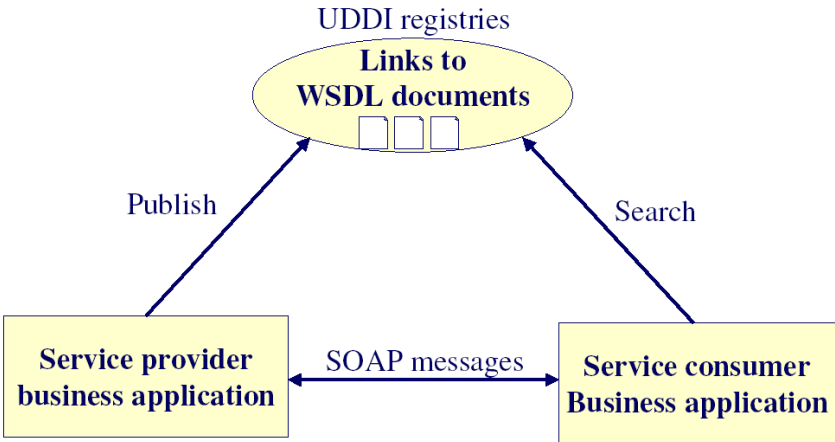 UDDI registries
Links to
WSDL documents
Publish
Search
Service provider
business application
SOAP messages
Service consumer
Business application